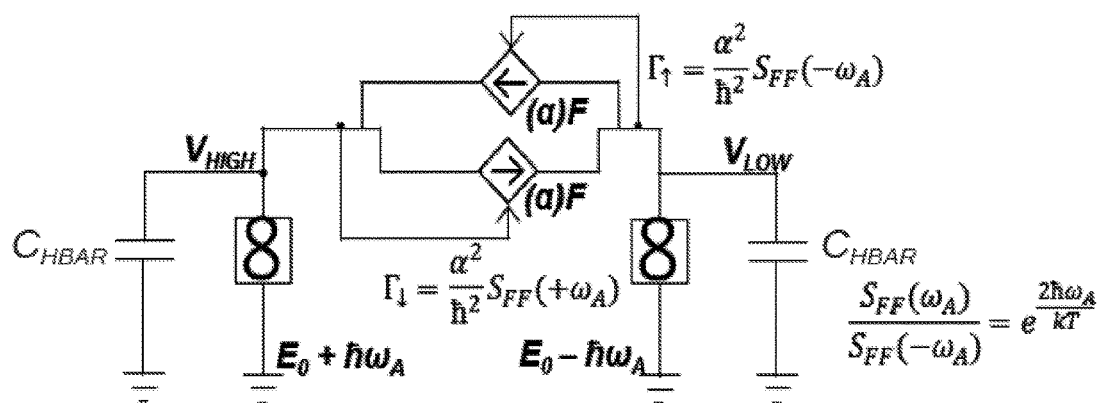 Γ↑ = α²/ħ² S_FF(−ω_A)
(α)F
V_HIGH
V_LOW
(α)F
C_HBAR
C_HBAR
Γ↓ = α²/ħ² S_FF(+ω_A)
S_FF(ω_A)/S_FF(−ω_A) = e^(2ħω_A/kT)
E_0 + ħω_A
E_0 − ħω_A